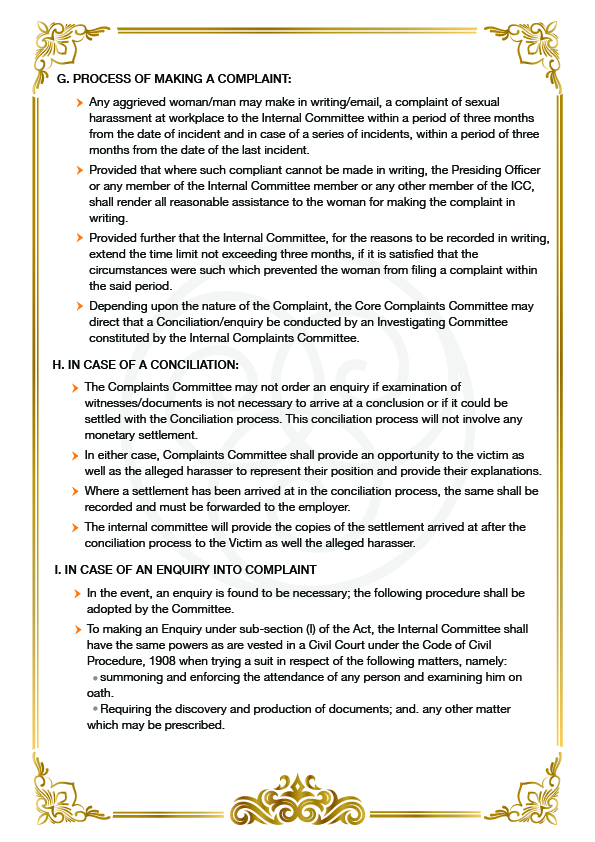 G. PROCESS OF MAKING A COMPLAINT:
Any aggrieved woman/man may make in writing/email, a complaint of sexual
harassment at workplace to the Internal Committee within a period of three months
from the date of incident and in case of a series of incidents, within a period of three
months from the date of the last incident.
Provided that where such compliant cannot be made in writing, the Presiding Officer
or any member of the Internal Committee member or any other member of the ICC,
shall render all reasonable assistance to the woman for making the complaint in
writing.
Provided further that the Internal Committee, for the reasons to be recorded in writing,
extend the time limit not exceeding three months, if it is satisfied that the
circumstances were such which prevented the woman from filing a complaint within
the said period.
Depending upon the nature of the Complaint, the Core Complaints Committee may
direct that a Conciliation/enquiry be conducted by an Investigating Committee
constituted by the Internal Complaints Committee.
H. IN CASE OF A CONCILIATION:
The Complaints Committee may not order an enquiry if examination of
witnesses/documents is not necessary to arrive at a conclusion or if it could be
settled with the Conciliation process. This conciliation process will not involve any
monetary settlement.
In either case, Complaints Committee shall provide an opportunity to the victim as
well as the alleged harasser to represent their position and provide their explanations.
Where a settlement has been arrived at in the conciliation process, the same shall be
recorded and must be forwarded to the employer.
The internal committee will provide the copies of the settlement arrived at after the
conciliation process to the Victim as well the alleged harasser.
I. IN CASE OF AN ENQUIRY INTO COMPLAINT
In the event, an enquiry is found to be necessary; the following procedure shall be
adopted by the Committee.
To making an Enquiry under sub-section (I) of the Act, the Internal Committee shall
have the same powers as are vested in a Civil Court under the Code of Civil
Procedure, 1908 when trying a suit in respect of the following matters, namely:
• summoning and enforcing the attendance of any person and examining him on
oath.
• Requiring the discovery and production of documents; and. any other matter
which may be prescribed.